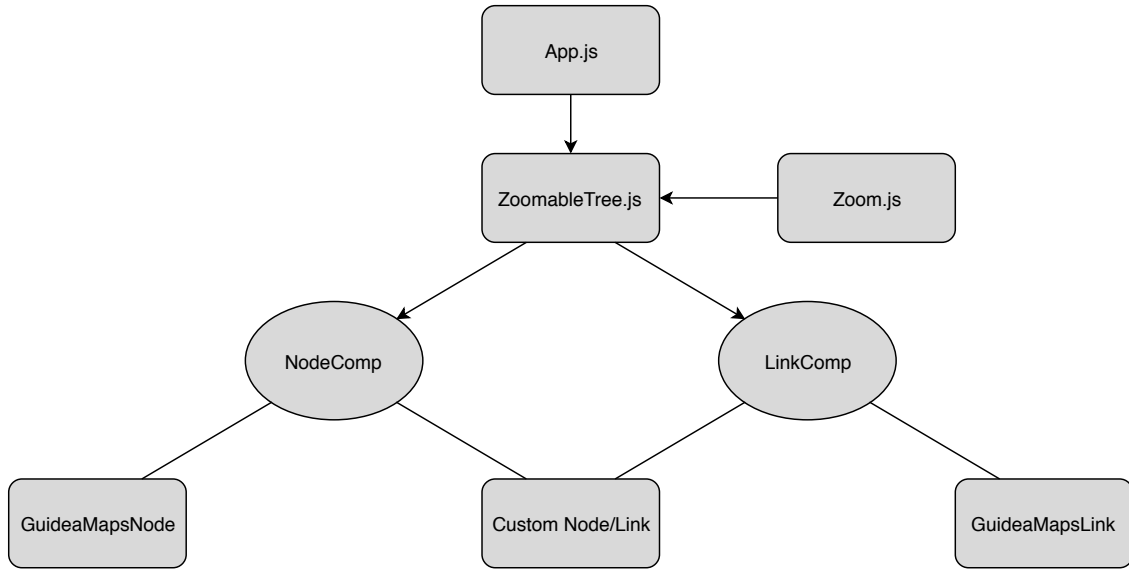 App.js
ZoomableTree.js
Zoom.js
NodeComp
LinkComp
GuideaMapsNode
Custom Node/Link
GuideaMapsLink